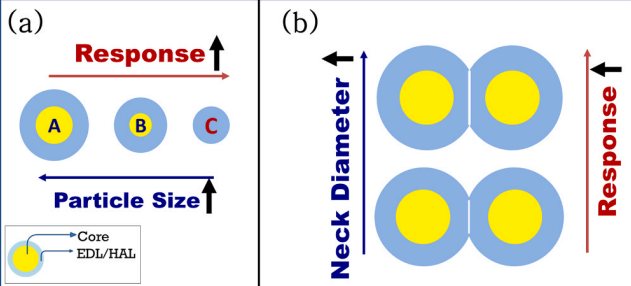 (a)
Response
A
B
C
Particle Size
Core
EDL/HAL
(b)
Neck Diameter
Response